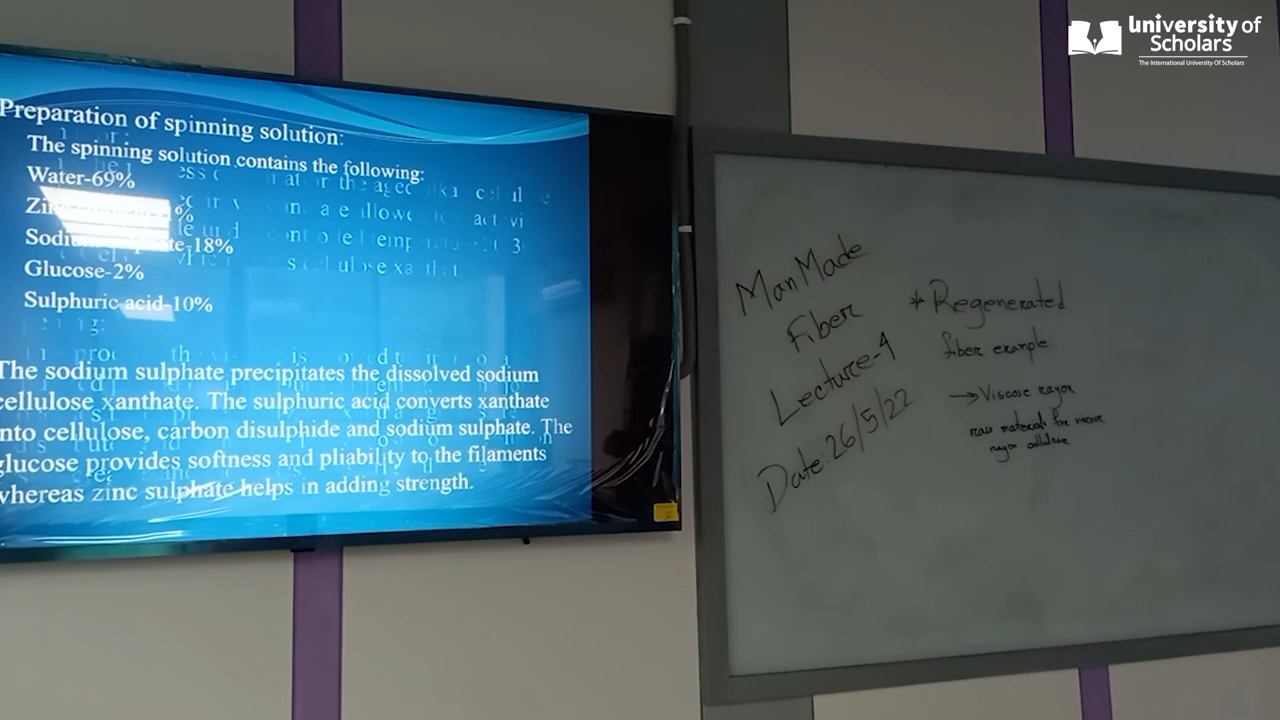 University of
Scholars
The International University Of Scholars
Preparation of spinning solution:
The spinning solution contains the following:
Water-69%
%
-18%
Glucose-2%
Sulphuric acid-10%
The sodium sulphate precipitates the dissolved sodium
cellulose xanthate. The sulphuric acid converts xanthate
into cellulose, carbon disulphide and sodium sulphate. The
glucose provides softness and pliability to the filaments
whereas zinc sulphate helps in adding strength.
Man Made
Fiber
Lecture-4
Date: 26/5/22
* Regenerated
fiber example
→ Viscose rayon
raw materials for viscose
rayon cellulose